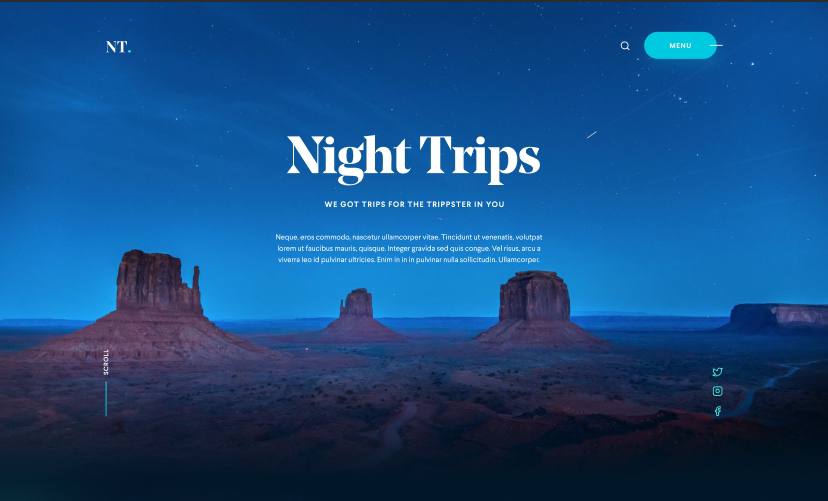 NT.
MENU
Night Trips
WE GOT TRIPS FOR THE TRIPPSTER IN YOU
Neque, eros commodo, nascetur ullamcorper vitae. Tincidunt ut venenatis, volutpat
lorem ut faucibus mauris, quisque. Integer gravida sed quis congue. Vel risus, arcu a
viverra leo id pulvinar ultricies. Enim in in in pulvinar nulla sollicitudin. Ullamcorper.
SCROLL